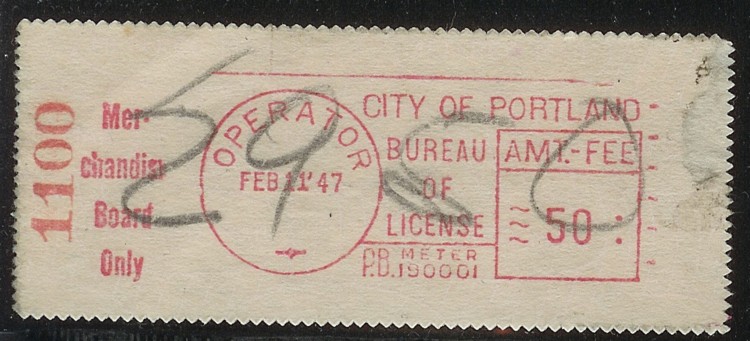 1100
Mer-
chandise
Board
Only
OPERATOR
FEB 11 '47
CITY OF PORTLAND
BUREAU
OF
LICENSE
P.B. METER
190001
AMT.-FEE
50